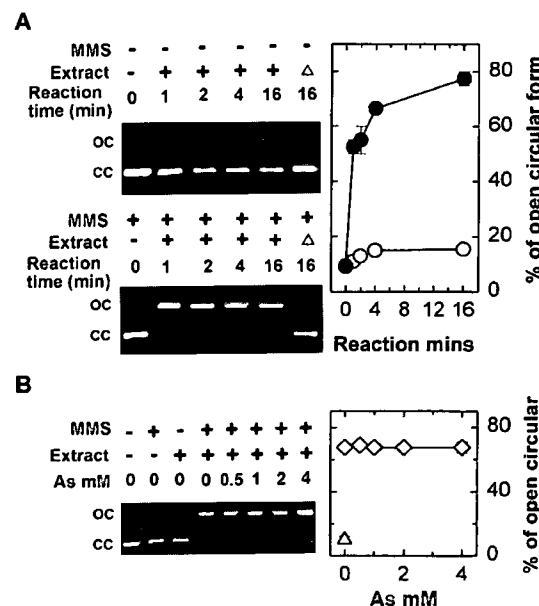 A
MMS - - - - - -
Extract - + + + + △
Reaction time (min) 0 1 2 4 16 16
OC
CC
MMS + + + + + +
Extract - + + + + △
Reaction time (min) 0 1 2 4 16 16
OC
CC
80
60
40
20
0
% of open circular form
0 4 8 12 16
Reaction mins
B
MMS - + - + + + + +
Extract - - + + + + + +
As mM 0 0 0 0 0.5 1 2 4
OC
CC
80
40
0
% of open circular
0 2 4
As mM